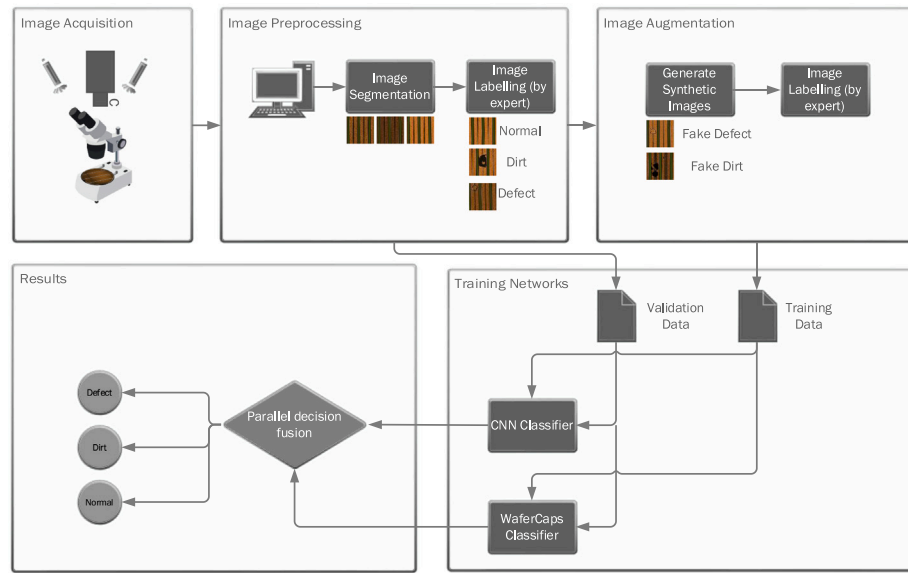 Image Acquisition
Image Preprocessing
Image
Segmentation
Image
Labelling (by
expert)
Normal
Dirt
Defect
Image Augmentation
Generate
Synthetic
Images
Image
Labelling (by
expert)
Fake Defect
Fake Dirt
Results
Defect
Dirt
Normal
Parallel decision
fusion
Training Networks
Validation
Data
Training
Data
CNN Classifier
WaferCaps
Classifier